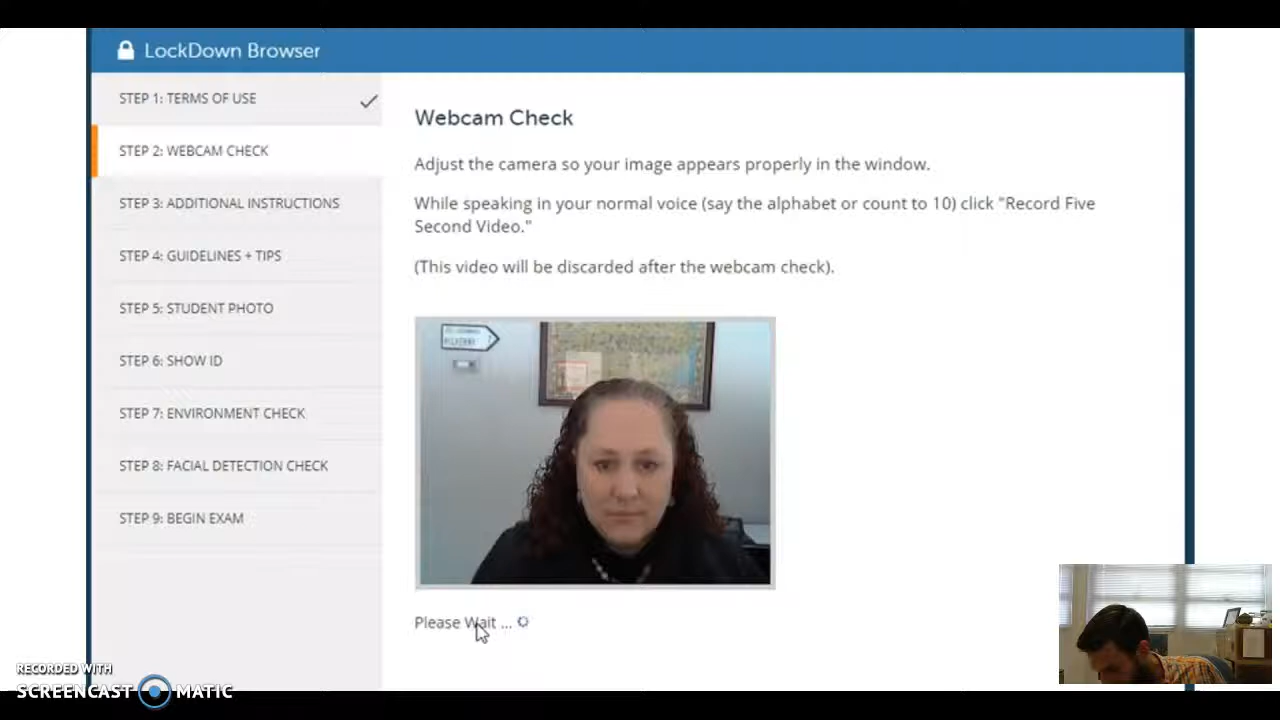 LockDown Browser
STEP 1: TERMS OF USE
STEP 2: WEBCAM CHECK
STEP 3: ADDITIONAL INSTRUCTIONS
STEP 4: GUIDELINES + TIPS
STEP 5: STUDENT PHOTO
STEP 6: SHOW ID
STEP 7: ENVIRONMENT CHECK
STEP 8: FACIAL DETECTION CHECK
STEP 9: BEGIN EXAM
Webcam Check
Adjust the camera so your image appears properly in the window.
While speaking in your normal voice (say the alphabet or count to 10) click "Record Five
Second Video."
(This video will be discarded after the webcam check).
Please Wait ...
RECORDED WITH
SCREENCAST MATIC